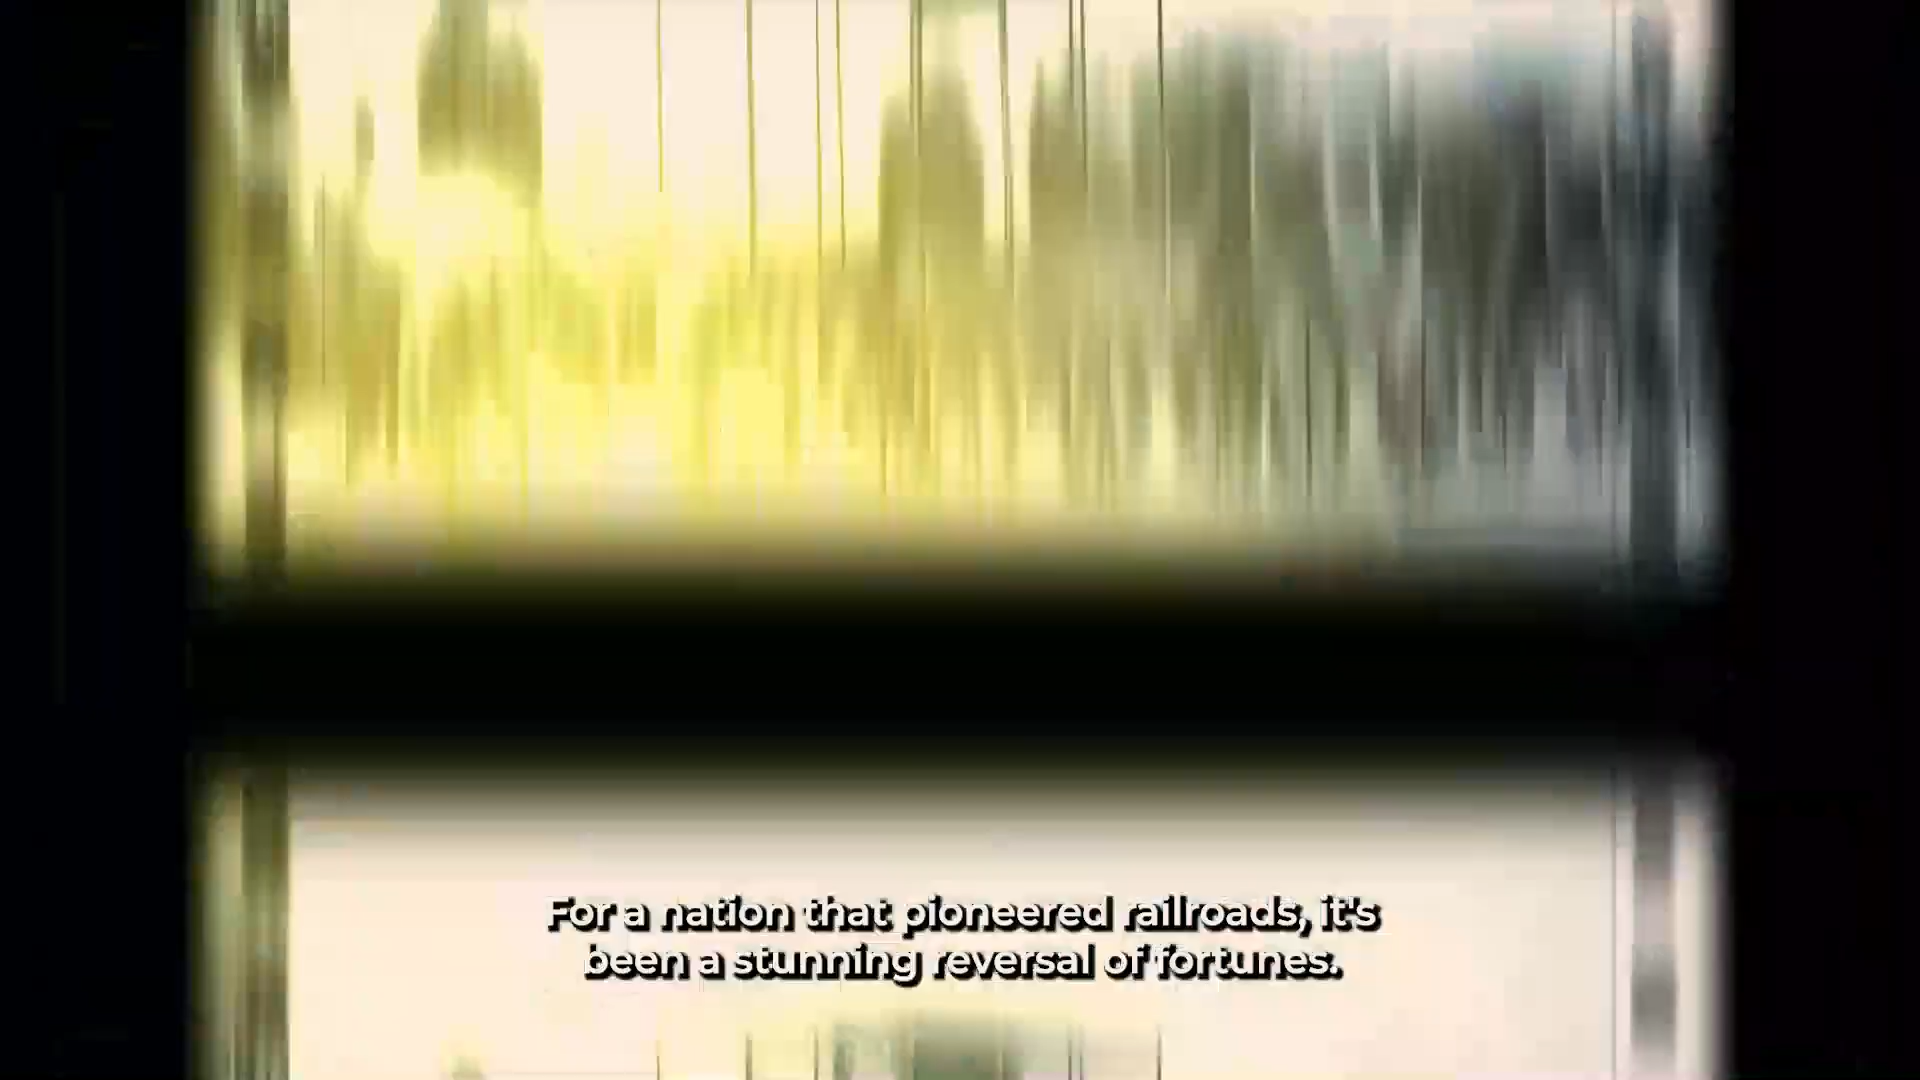 For a nation that pioneered railroads, it's
been a stunning reversal of fortunes.